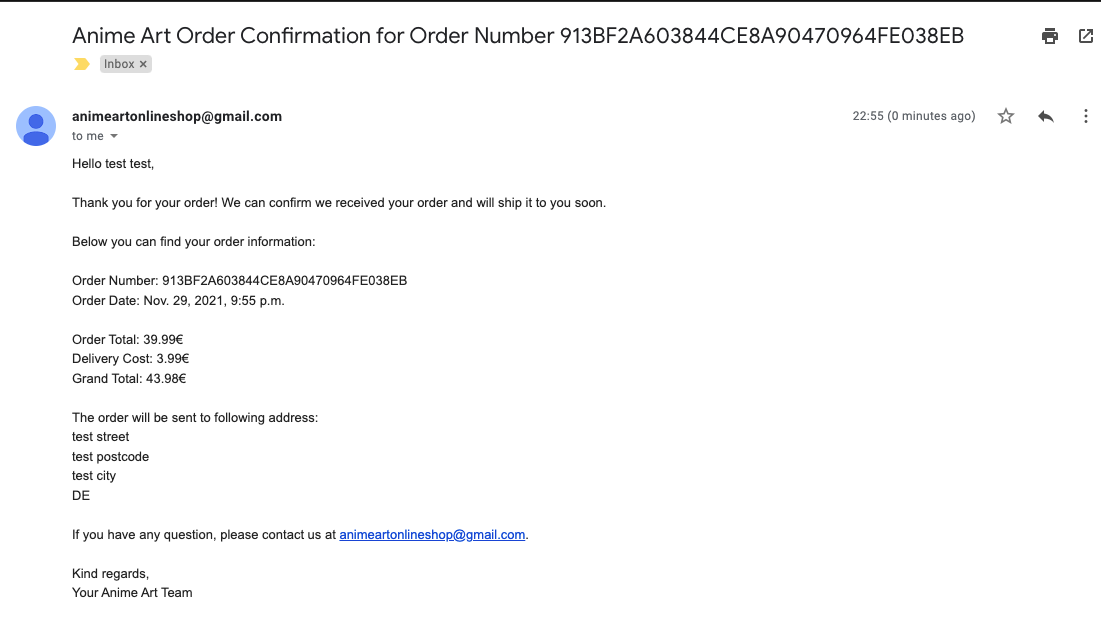 Anime Art Order Confirmation for Order Number 913BF2A603844CE8A90470964FE038EB
Inbox ×
animeartonlineshop@gmail.com
22:55 (0 minutes ago)
to me
Hello test test,
Thank you for your order! We can confirm we received your order and will ship it to you soon.
Below you can find your order information:
Order Number: 913BF2A603844CE8A90470964FE038EB
Order Date: Nov. 29, 2021, 9:55 p.m.
Order Total: 39.99€
Delivery Cost: 3.99€
Grand Total: 43.98€
The order will be sent to following address:
test street
test postcode
test city
DE
If you have any question, please contact us at animeartonlineshop@gmail.com.
Kind regards,
Your Anime Art Team